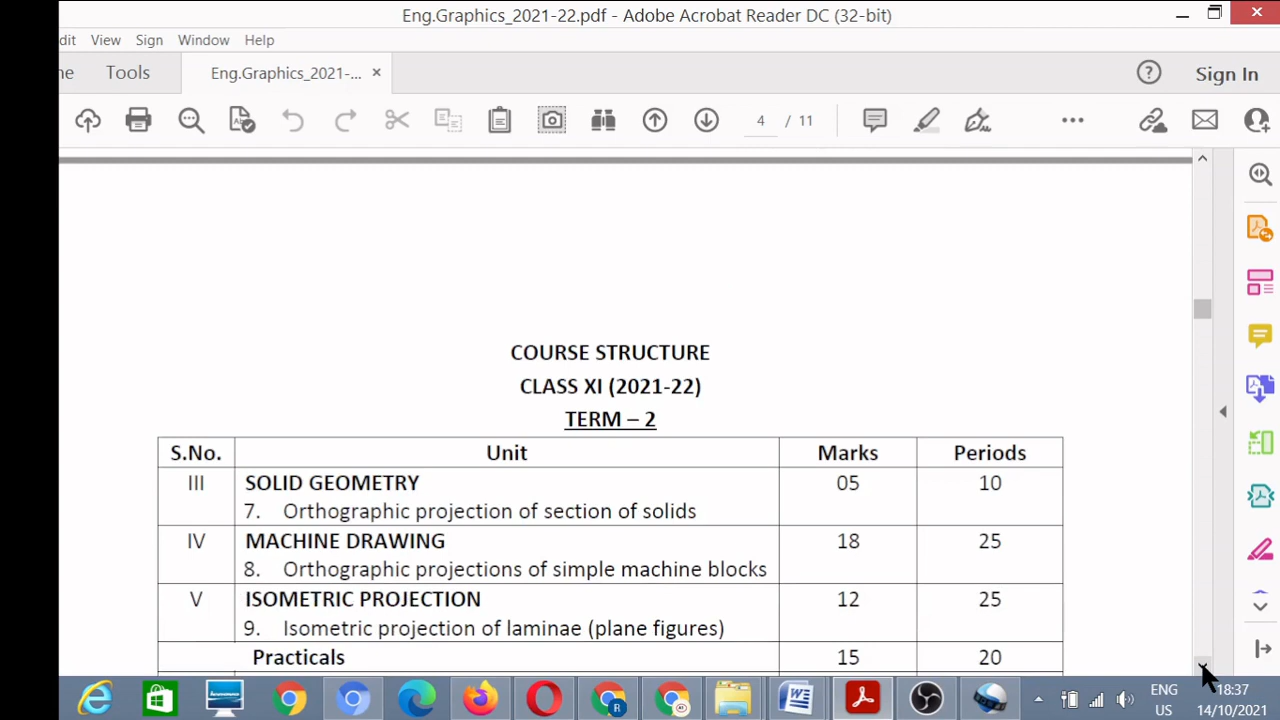 Eng.Graphics_2021-22.pdf - Adobe Acrobat Reader DC (32-bit)
dit View Sign Window Help
ne Tools Eng.Graphics_2021-... × Sign In
4 / 11
COURSE STRUCTURE
CLASS XI (2021-22)
TERM – 2
S.No. Unit Marks Periods
III SOLID GEOMETRY 05 10
7. Orthographic projection of section of solids
IV MACHINE DRAWING 18 25
8. Orthographic projections of simple machine blocks
V ISOMETRIC PROJECTION 12 25
9. Isometric projection of laminae (plane figures)
Practicals 15 20
ENG 18:37
US 14/10/2021